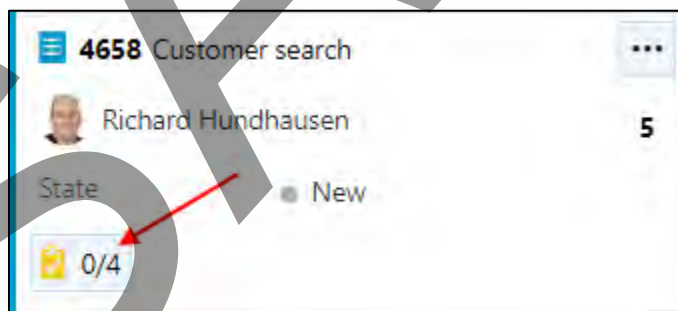 4658 Customer search
...
Richard Hundhausen
5
State
New
0/4